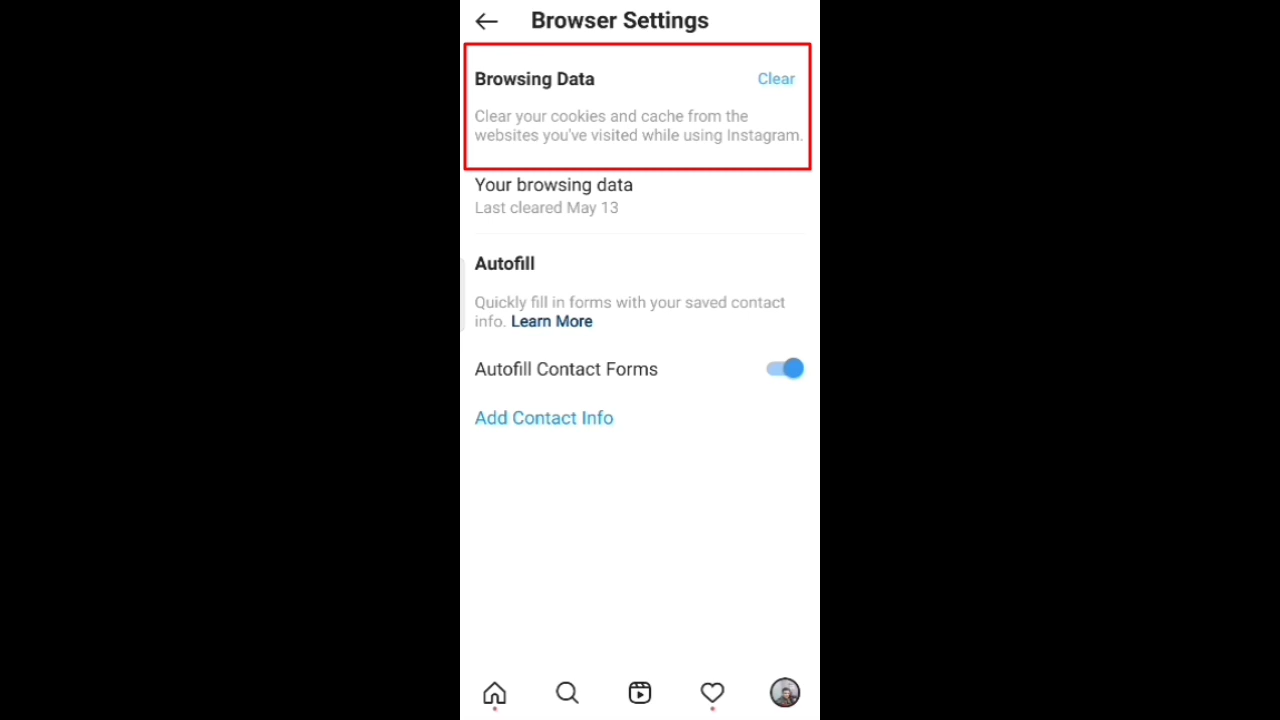 Browser Settings
Browsing Data
Clear
Clear your cookies and cache from the
websites you've visited while using Instagram.
Your browsing data
Last cleared May 13
Autofill
Quickly fill in forms with your saved contact
info. Learn More
Autofill Contact Forms
Add Contact Info